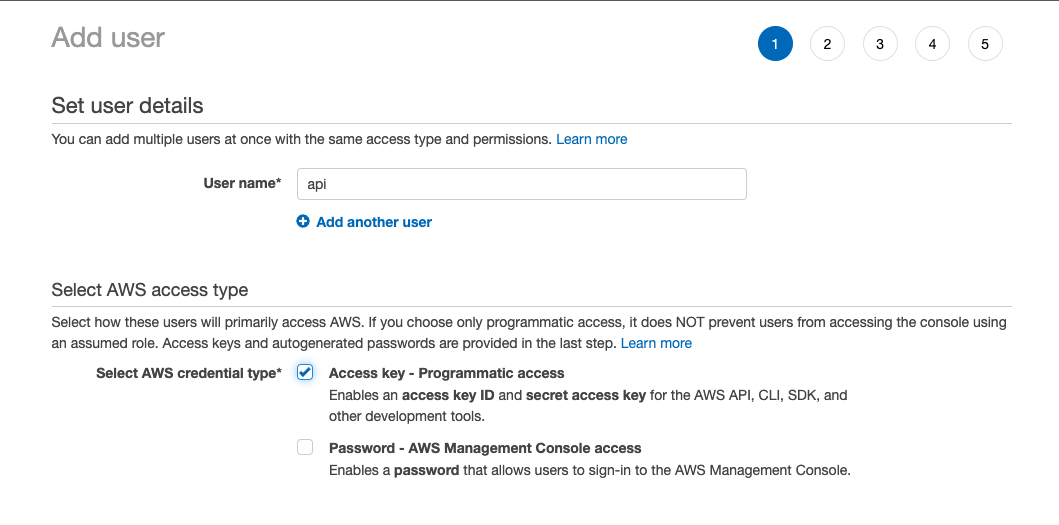 Add user
1 2 3 4 5
Set user details
You can add multiple users at once with the same access type and permissions. Learn more
User name* api
Add another user
Select AWS access type
Select how these users will primarily access AWS. If you choose only programmatic access, it does NOT prevent users from accessing the console using
an assumed role. Access keys and autogenerated passwords are provided in the last step. Learn more
Select AWS credential type* Access key - Programmatic access
Enables an access key ID and secret access key for the AWS API, CLI, SDK, and
other development tools.
Password - AWS Management Console access
Enables a password that allows users to sign-in to the AWS Management Console.